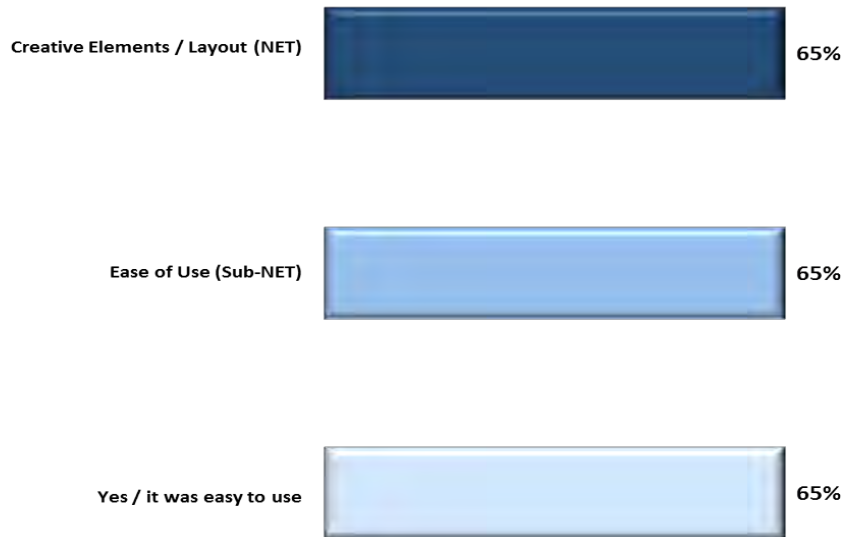 Creative Elements / Layout (NET)
65%
Ease of Use (Sub-NET)
65%
Yes / it was easy to use
65%